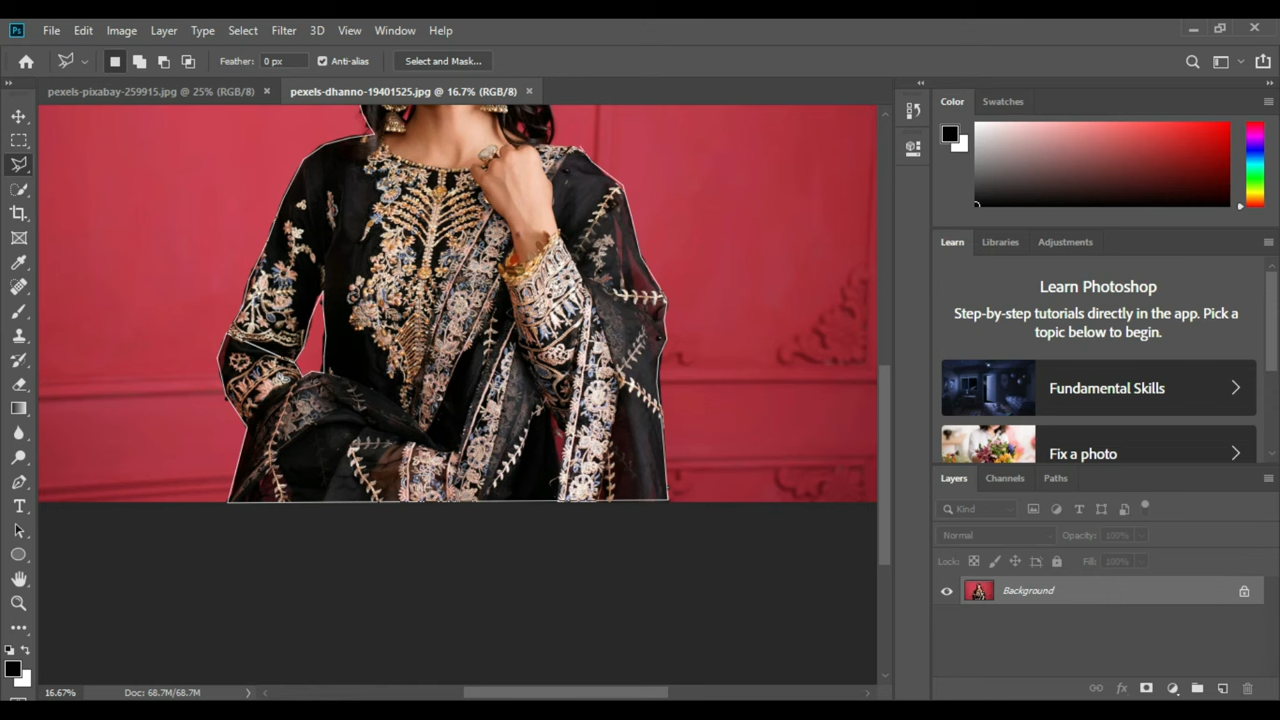 Ps File Edit Image Layer Type Select Filter 3D View Window Help
Feather: 0 px Anti-alias Select and Mask...
pexels-pixabay-259915.jpg @ 25% (RGB/8) × pexels-dhanno-19401525.jpg @ 16.7% (RGB/8) ×
Color Swatches
Learn Libraries Adjustments
Learn Photoshop
Step-by-step tutorials directly in the app. Pick a
topic below to begin.
Fundamental Skills
Fix a photo
Layers Channels Paths
Kind
Normal Opacity: 100%
Lock: Fill: 100%
Background
T
16.67% Doc: 68.7M/68.7M